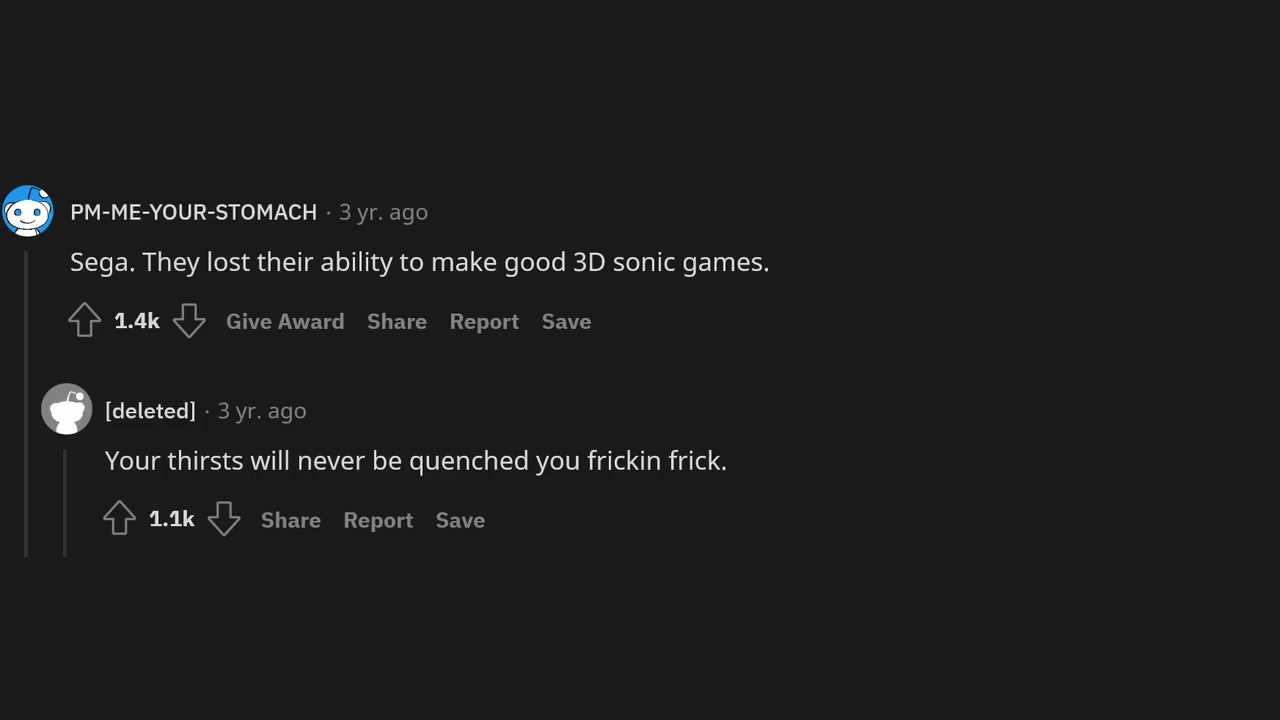 PM-ME-YOUR-STOMACH · 3 yr. ago
Sega. They lost their ability to make good 3D sonic games.
1.4k Give Award Share Report Save
[deleted] · 3 yr. ago
Your thirsts will never be quenched you frickin frick.
1.1k Share Report Save